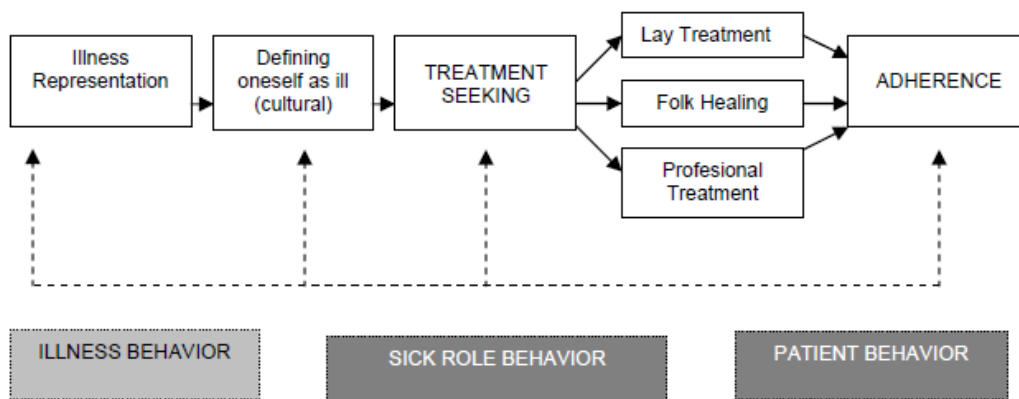 Illness
Representation
Defining
oneself as ill
(cultural)
TREATMENT
SEEKING
Lay Treatment
Folk Healing
Profesional
Treatment
ADHERENCE
ILLNESS BEHAVIOR
SICK ROLE BEHAVIOR
PATIENT BEHAVIOR